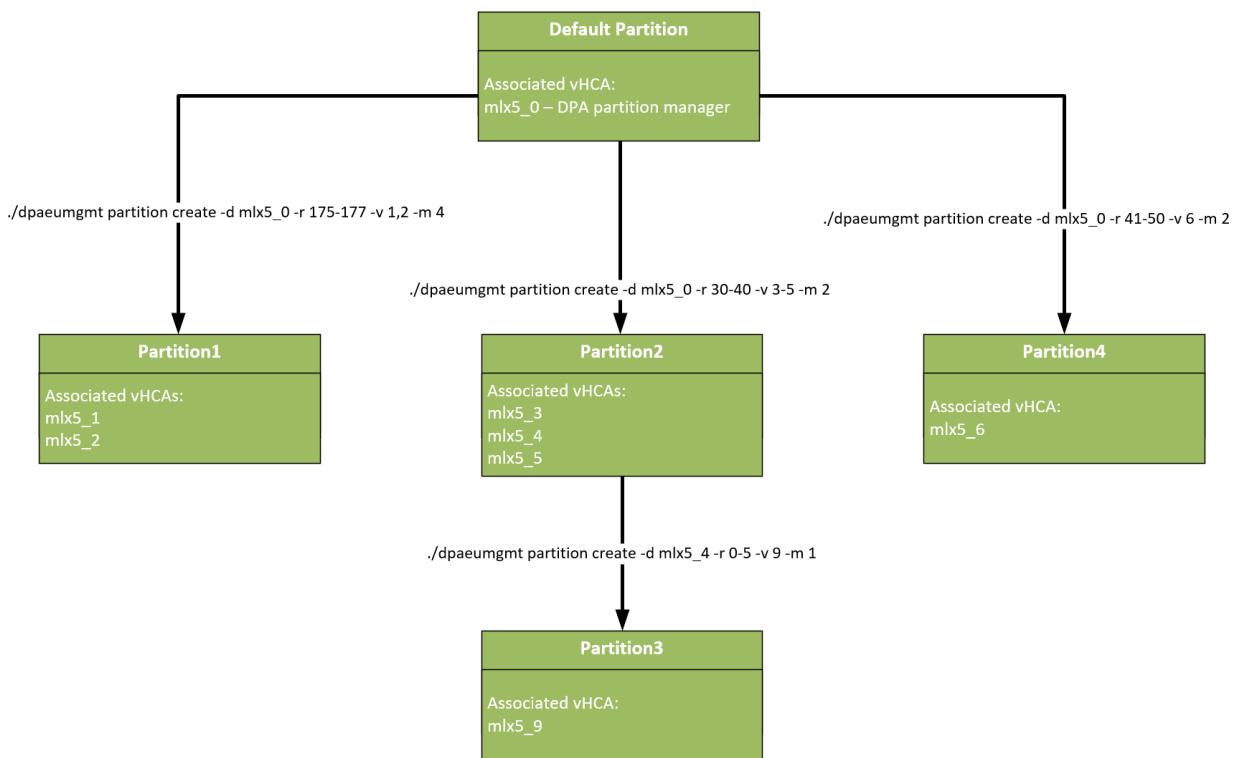 Default Partition
Associated vHCA:
mlx5_0 – DPA partition manager
./dpaeumgmt partition create -d mlx5_0 -r 175-177 -v 1,2 -m 4
./dpaeumgmt partition create -d mlx5_0 -r 41-50 -v 6 -m 2
./dpaeumgmt partition create -d mlx5_0 -r 30-40 -v 3-5 -m 2
Partition1
Associated vHCAs:
mlx5_1
mlx5_2
Partition2
Associated vHCAs:
mlx5_3
mlx5_4
mlx5_5
Partition4
Associated vHCA:
mlx5_6
./dpaeumgmt partition create -d mlx5_4 -r 0-5 -v 9 -m 1
Partition3
Associated vHCA:
mlx5_9